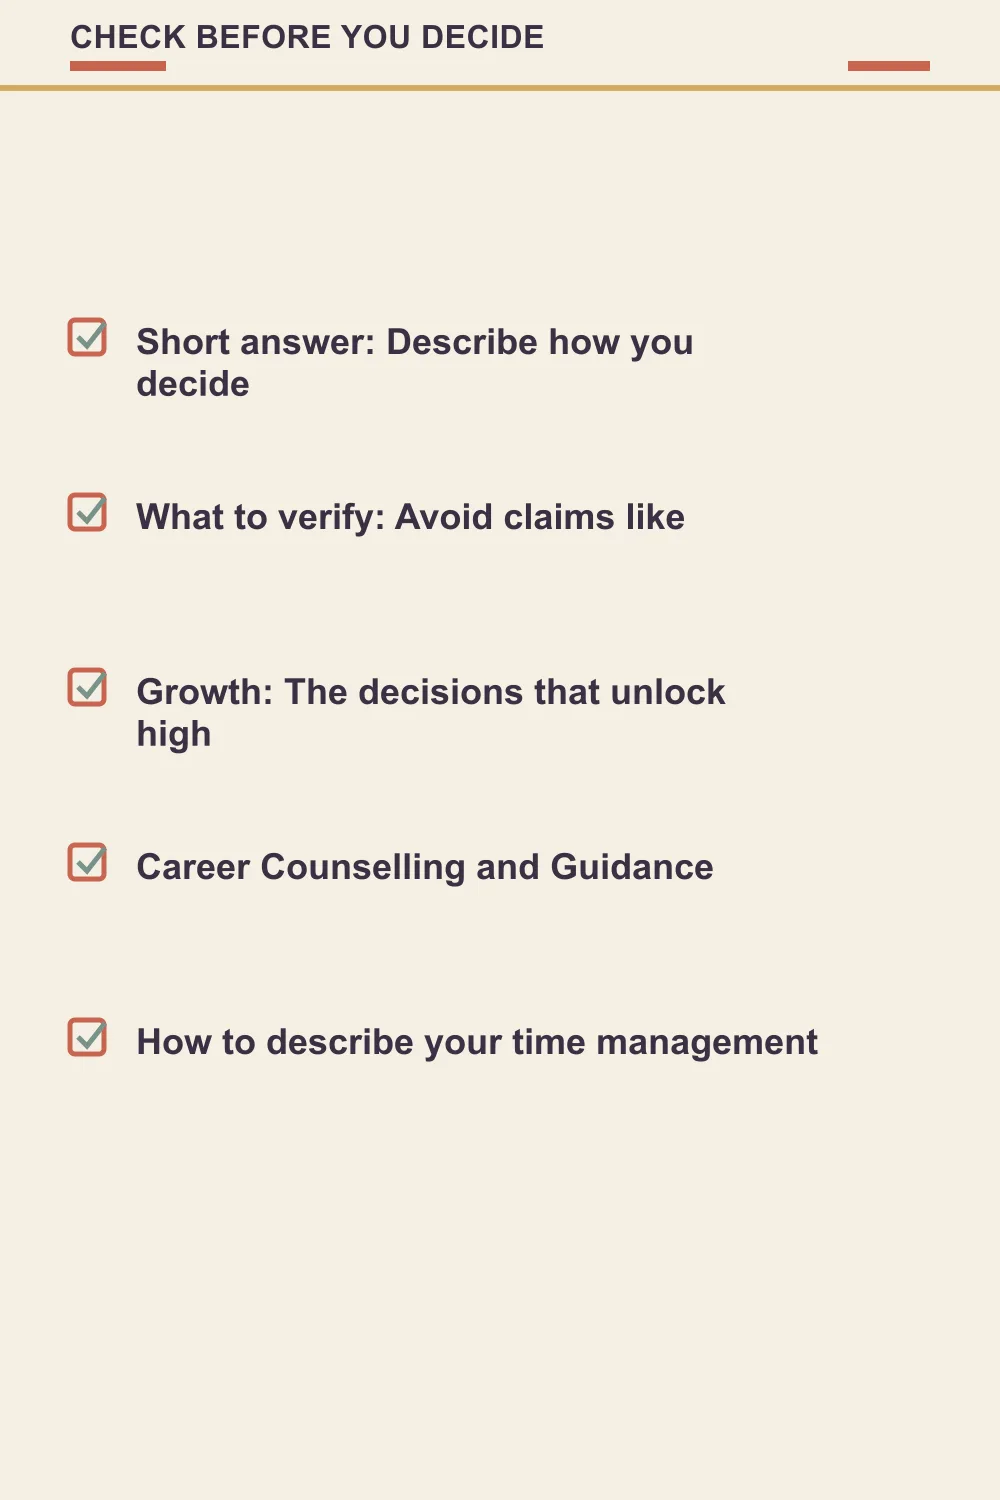 CHECK BEFORE YOU DECIDE
Short answer: Describe how you
decide
What to verify: Avoid claims like
Growth: The decisions that unlock
high
Career Counselling and Guidance
How to describe your time management